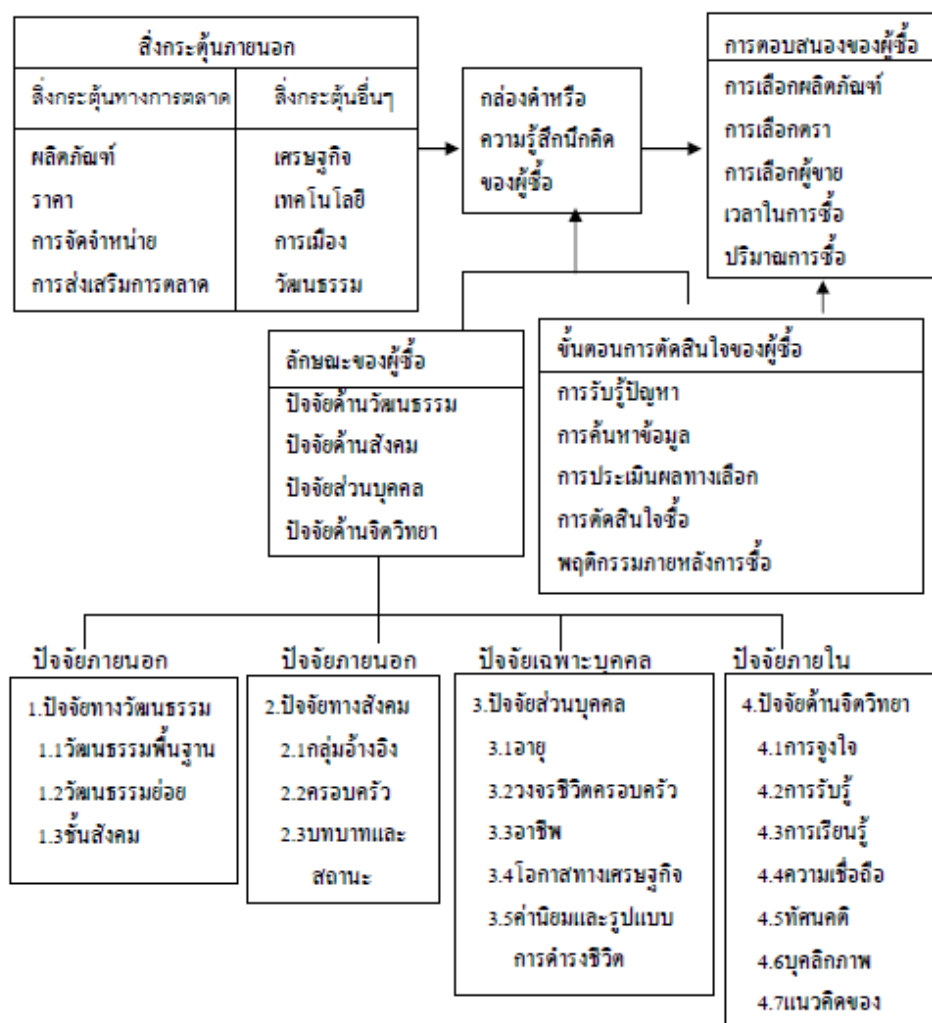 สิ่งกระตุ้นภายนอก
สิ่งกระตุ้นทางการตลาด
ผลิตภัณฑ์
ราคา
การจัดจำหน่าย
การส่งเสริมการตลาด
สิ่งกระตุ้นอื่นๆ
เศรษฐกิจ
เทคโนโลยี
การเมือง
วัฒนธรรม
กล่องดำหรือ
ความรู้สึกนึกคิด
ของผู้ซื้อ
การตอบสนองของผู้ซื้อ
การเลือกผลิตภัณฑ์
การเลือกตรา
การเลือกผู้ขาย
เวลาในการซื้อ
ปริมาณการซื้อ
ลักษณะของผู้ซื้อ
ปัจจัยด้านวัฒนธรรม
ปัจจัยด้านสังคม
ปัจจัยส่วนบุคคล
ปัจจัยด้านจิตวิทยา
ขั้นตอนการตัดสินใจของผู้ซื้อ
การรับรู้ปัญหา
การค้นหาข้อมูล
การประเมินผลทางเลือก
การตัดสินใจซื้อ
พฤติกรรมภายหลังการซื้อ
ปัจจัยภายนอก
1.ปัจจัยทางวัฒนธรรม
1.1วัฒนธรรมพื้นฐาน
1.2วัฒนธรรมย่อย
1.3ชั้นสังคม
ปัจจัยภายนอก
2.ปัจจัยทางสังคม
2.1กลุ่มอ้างอิง
2.2ครอบครัว
2.3บทบาทและ
สถานะ
ปัจจัยเฉพาะบุคคล
3.ปัจจัยส่วนบุคคล
3.1อายุ
3.2วงจรชีวิตครอบครัว
3.3อาชีพ
3.4โอกาสทางเศรษฐกิจ
3.5ค่านิยมและรูปแบบ
การดำรงชีวิต
ปัจจัยภายใน
4.ปัจจัยด้านจิตวิทยา
4.1การจูงใจ
4.2การรับรู้
4.3การเรียนรู้
4.4ความเชื่อถือ
4.5ทัศนคติ
4.6บุคลิกภาพ
4.7แนวคิดของ